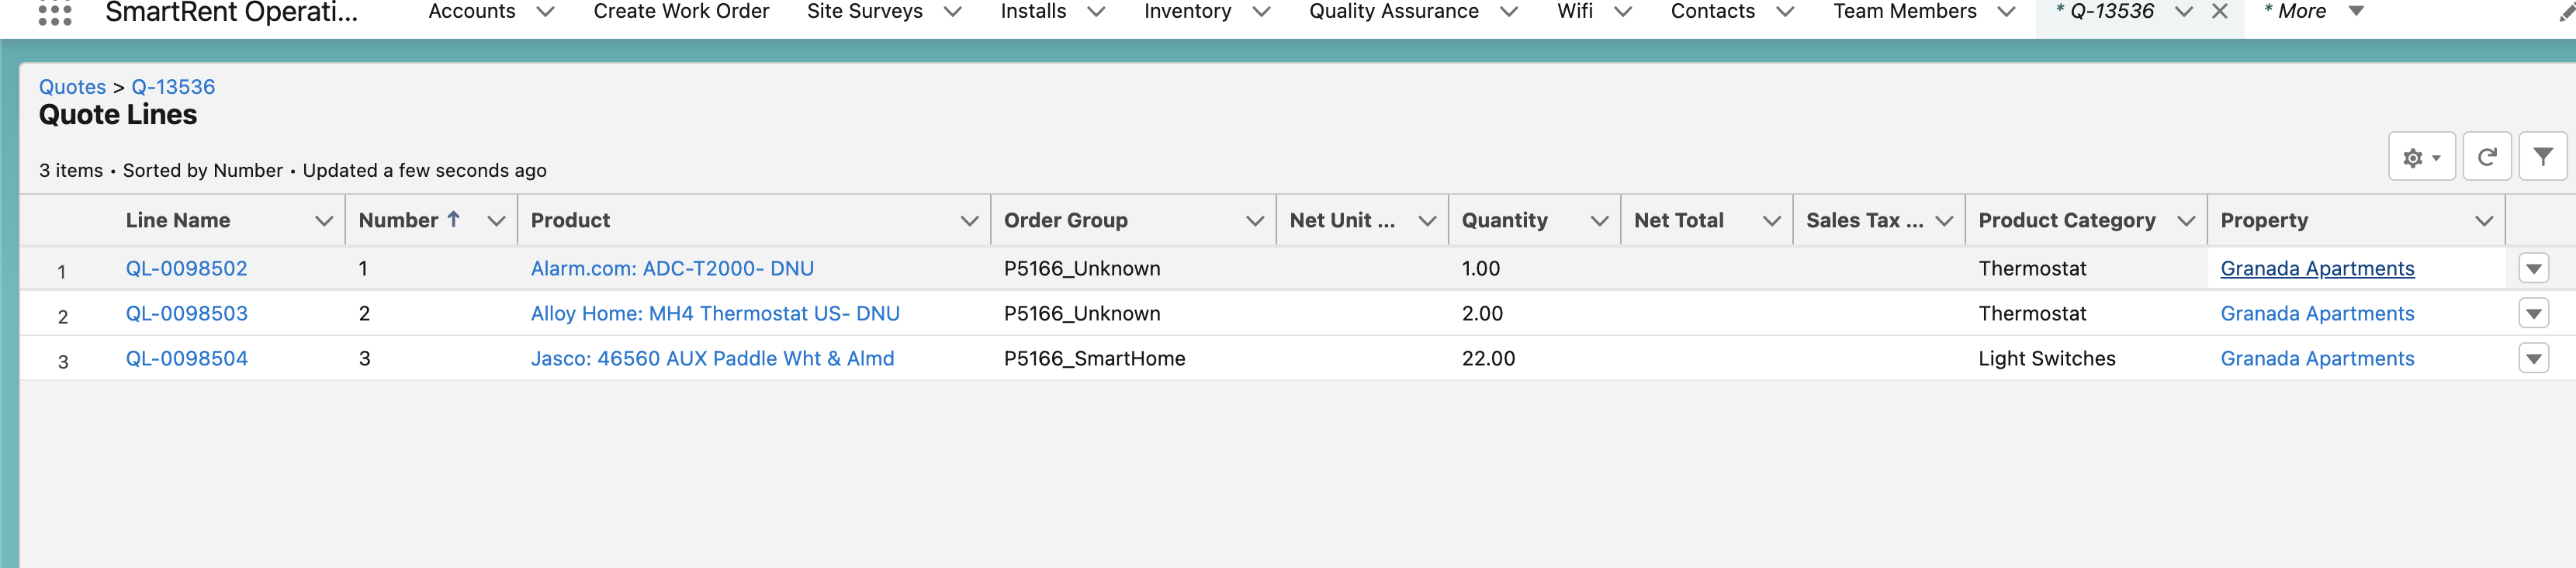 SmartRent Operati... Accounts Create Work Order Site Surveys Installs Inventory Quality Assurance Wifi Contacts Team Members * Q-13536 * More
Quotes > Q-13536
Quote Lines
3 items • Sorted by Number • Updated a few seconds ago
Line Name Number Product Order Group Net Unit ... Quantity Net Total Sales Tax ... Product Category Property
1 QL-0098502 1 Alarm.com: ADC-T2000- DNU P5166_Unknown 1.00 Thermostat Granada Apartments
2 QL-0098503 2 Alloy Home: MH4 Thermostat US- DNU P5166_Unknown 2.00 Thermostat Granada Apartments
3 QL-0098504 3 Jasco: 46560 AUX Paddle Wht & Almd P5166_SmartHome 22.00 Light Switches Granada Apartments